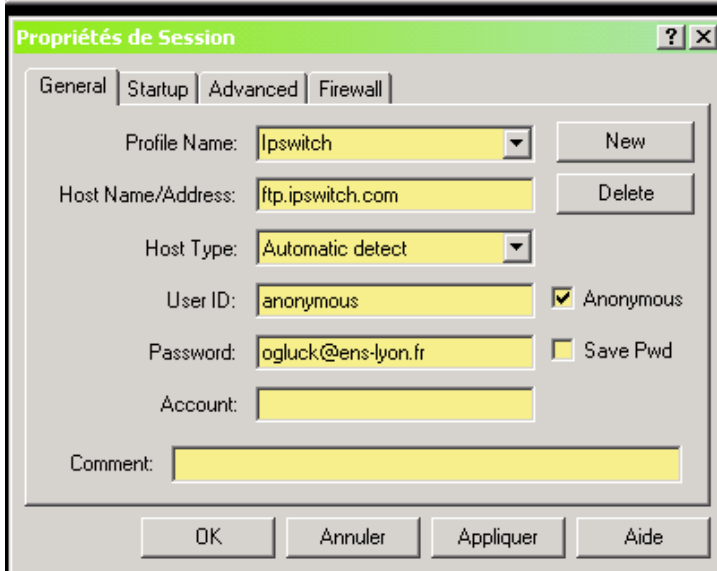 Propriétés de Session
General Startup Advanced Firewall
Profile Name: Ipswitch New
Host Name/Address: ftp.ipswitch.com Delete
Host Type: Automatic detect
User ID: anonymous Anonymous
Password: ogluck@ens-lyon.fr Save Pwd
Account:
Comment:
OK Annuler Appliquer Aide